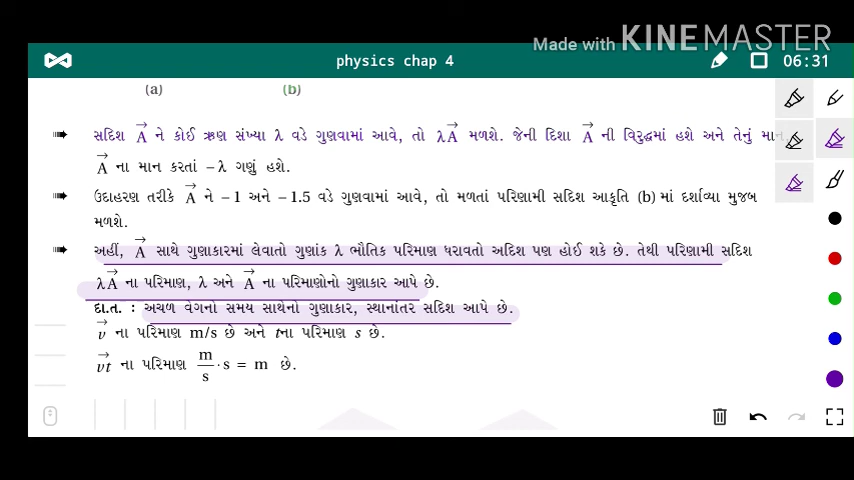 Made with KINEMASTER
physics chap 4
06:31
(a) (b)
➠ સદિશ A⃗ ને કોઈ ઋણ સંખ્યા λ વડે ગુણવામાં આવે, તો λA⃗ મળશે. જેની દિશા A⃗ ની વિરુદ્ધમાં હશે અને તેનું માન
A⃗ ના માન કરતાં −λ ગણું હશે.
➠ ઉદાહરણ તરીકે A⃗ ને −1 અને −1.5 વડે ગુણવામાં આવે, તો મળતાં પરિણામી સદિશ આકૃતિ (b) માં દર્શાવ્યા મુજબ
મળશે.
➠ અહીં, A⃗ સાથે ગુણાકારમાં લેવાતો ગુણાંક λ ભૌતિક પરિમાણ ધરાવતો અદિશ પણ હોઈ શકે છે. તેથી પરિણામી સદિશ
λA⃗ ના પરિમાણ, λ અને A⃗ ના પરિમાણોનો ગુણાકાર આપે છે.
દા.ત. : અચળ વેગનો સમય સાથેનો ગુણાકાર, સ્થાનાંતર સદિશ આપે છે.
v⃗ ના પરિમાણ m/s છે અને tના પરિમાણ s છે.
v⃗t ના પરિમાણ m/s · s = m છે.